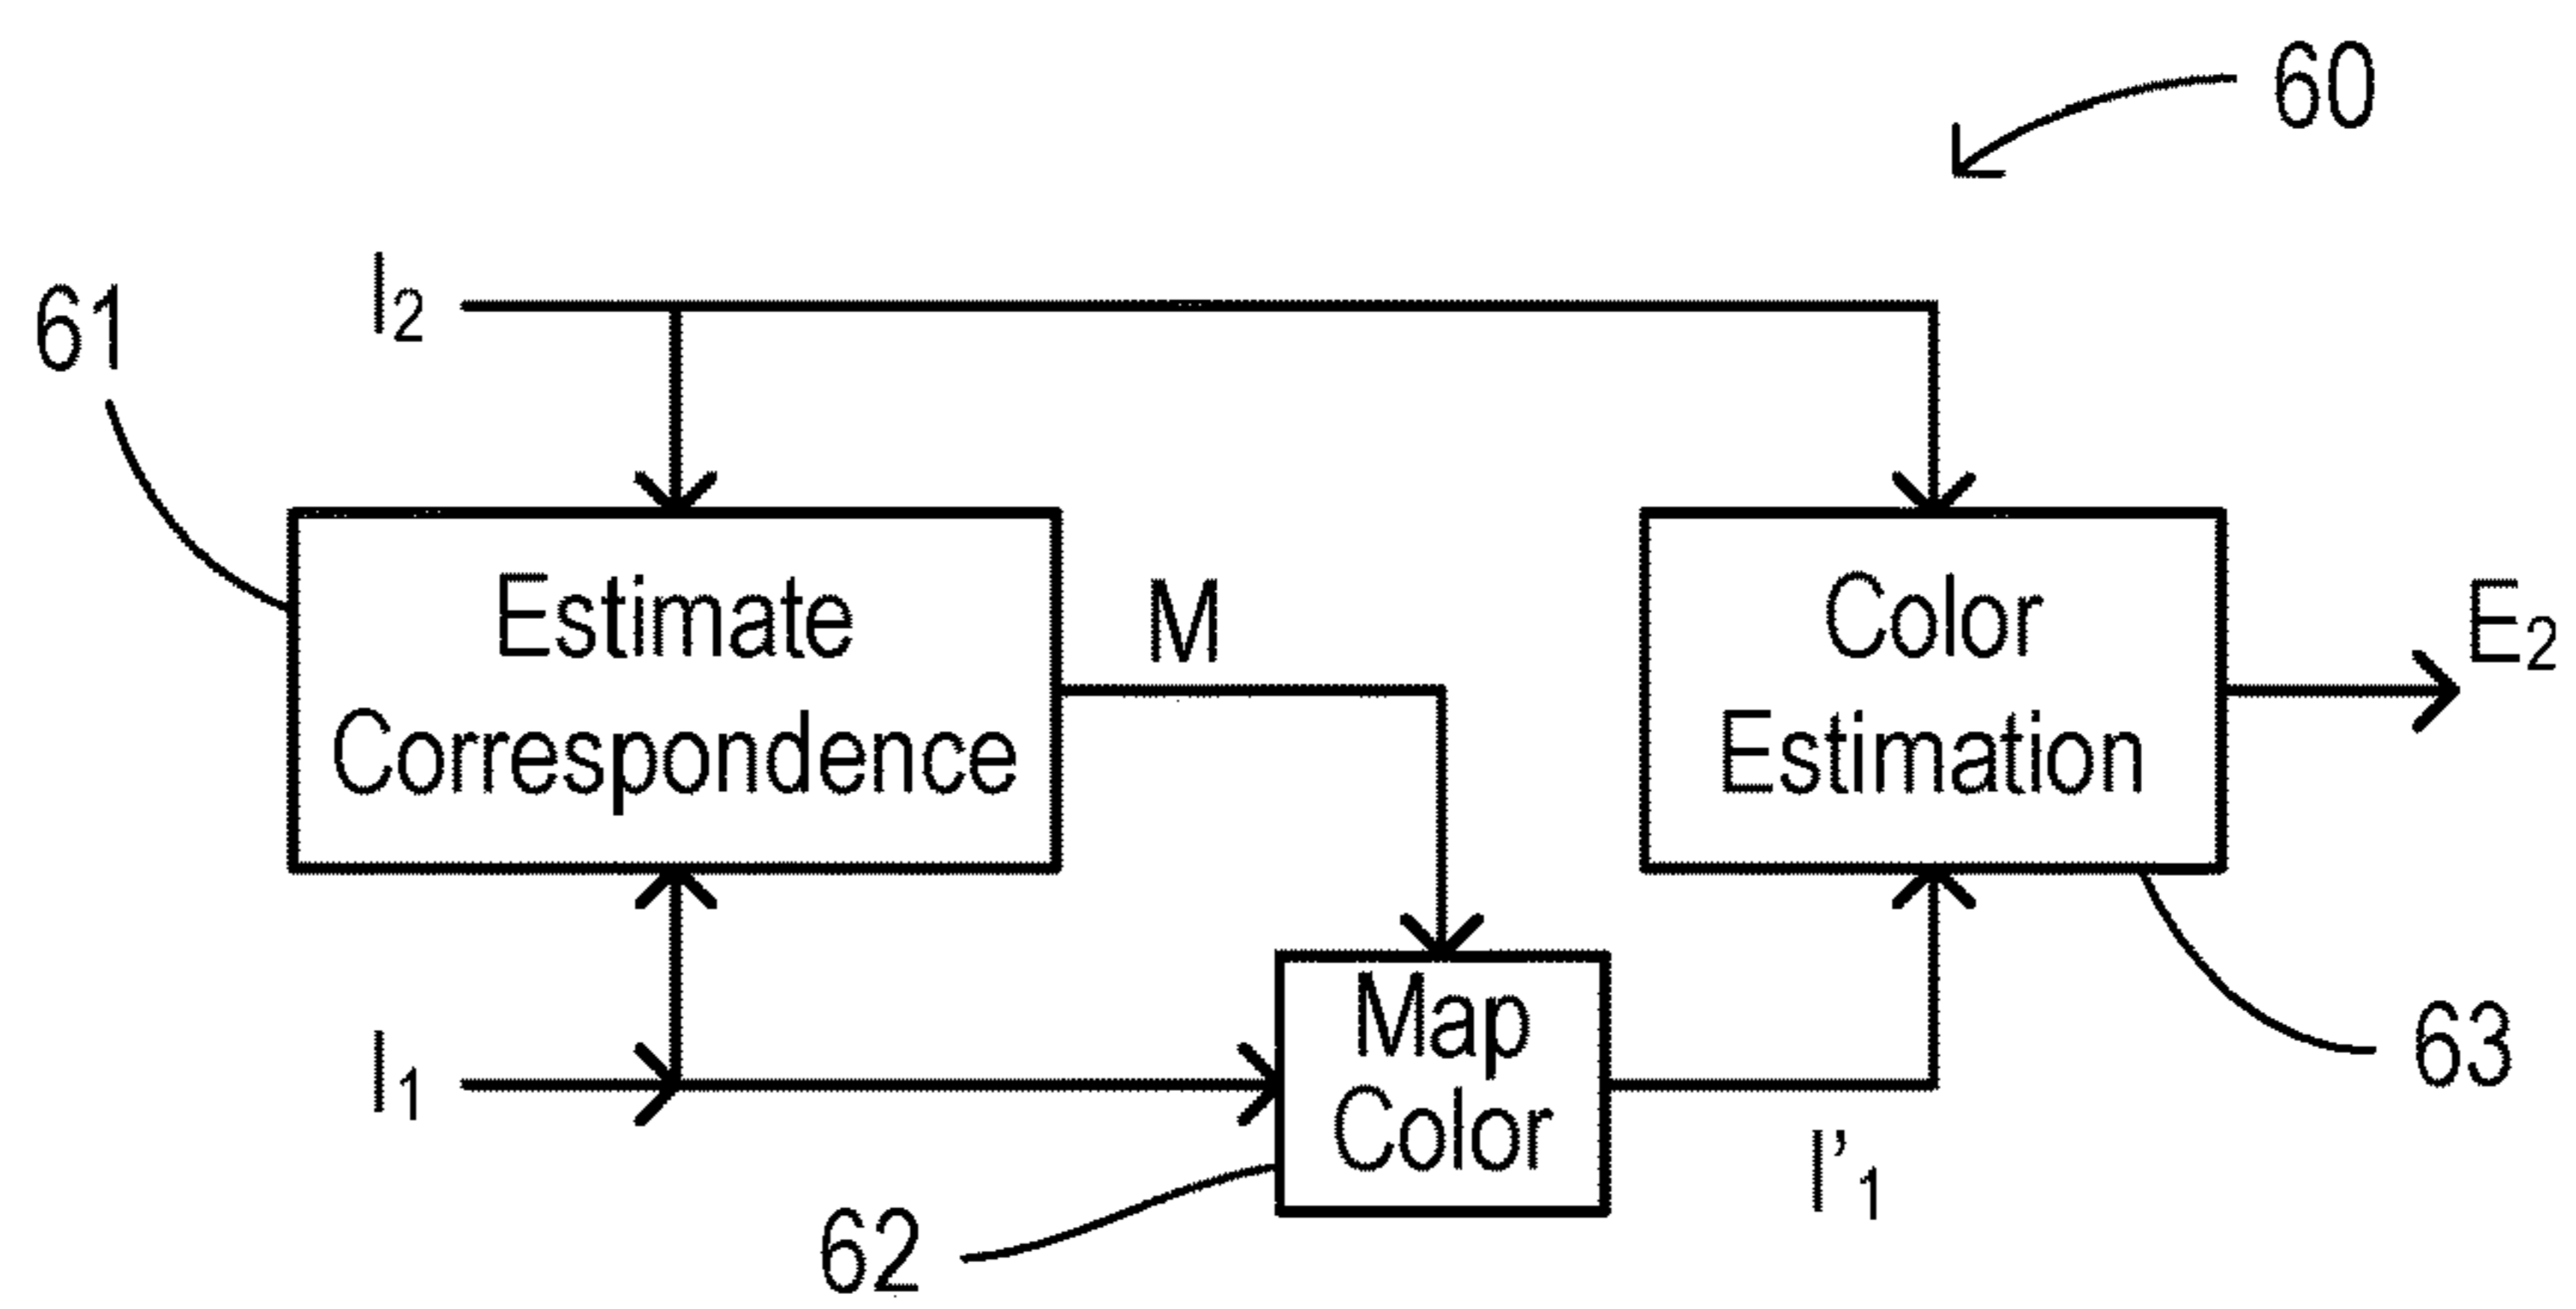 60
61
I2
Estimate
Correspondence
M
Color
Estimation
E2
I1
Map
Color
I’1
62
63